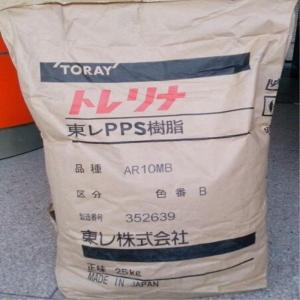 TORAY
トレリナ
東レPPS樹脂
品種 AR10MB
区分 色番 B
製造番号 352639
東レ株式会社
正味 25kg
MADE IN JAPAN